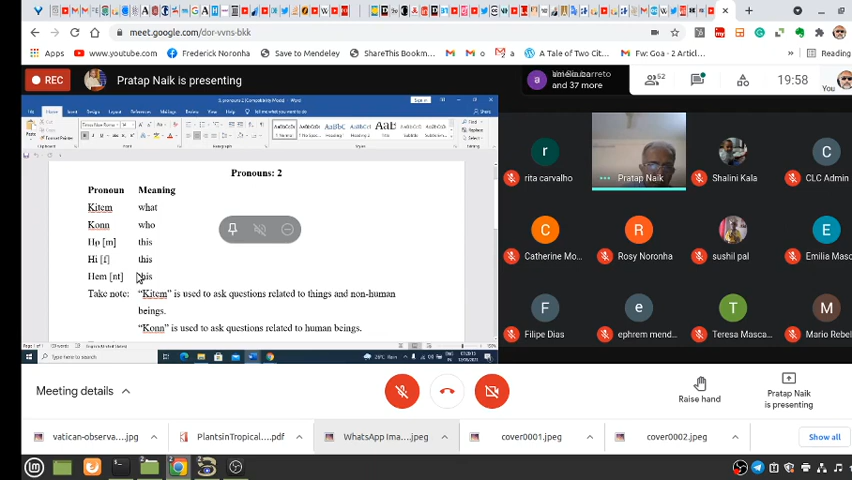 meet.google.com/dor-vvns-bkk
Apps www.youtube.com Frederick Noronha Save to Mendeley ShareThis Bookm... A Tale of Two Cit... Fw: Goa - 2 Articl... Reading
REC Pratap Naik is presenting
and 37 more
52
19:58
You
Pronouns: 2
Pronoun Meaning
Kitem what
Konn who
Ho [m] this
Hi [f] this
Hem [nt] this
Take note: “Kitem” is used to ask questions related to things and non-human
beings.
“Konn” is used to ask questions related to human beings.
Type here to search
r
rita carvalho
Pratap Naik
Shalini Kala
C
CLC Admin
Catherine Mo...
Rosy Noronha
sushil pal
E
Emilia Masca
F
Filipe Dias
e
ephrem mend...
T
Teresa Masca...
M
Mario Rebel
Meeting details
Raise hand
Pratap Naik
is presenting
vatican-observa....jpg PlantsinTropical....pdf WhatsApp Ima....jpeg cover0001.jpeg cover0002.jpeg Show all